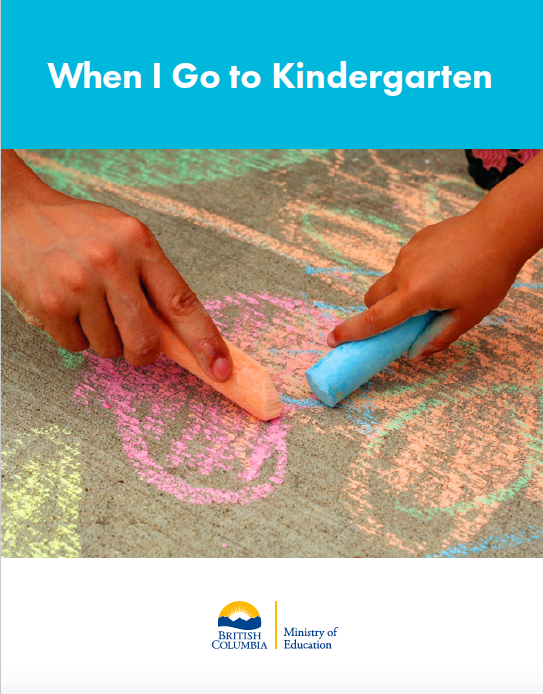 When I Go to Kindergarten
BRITISH
COLUMBIA
Ministry of
Education